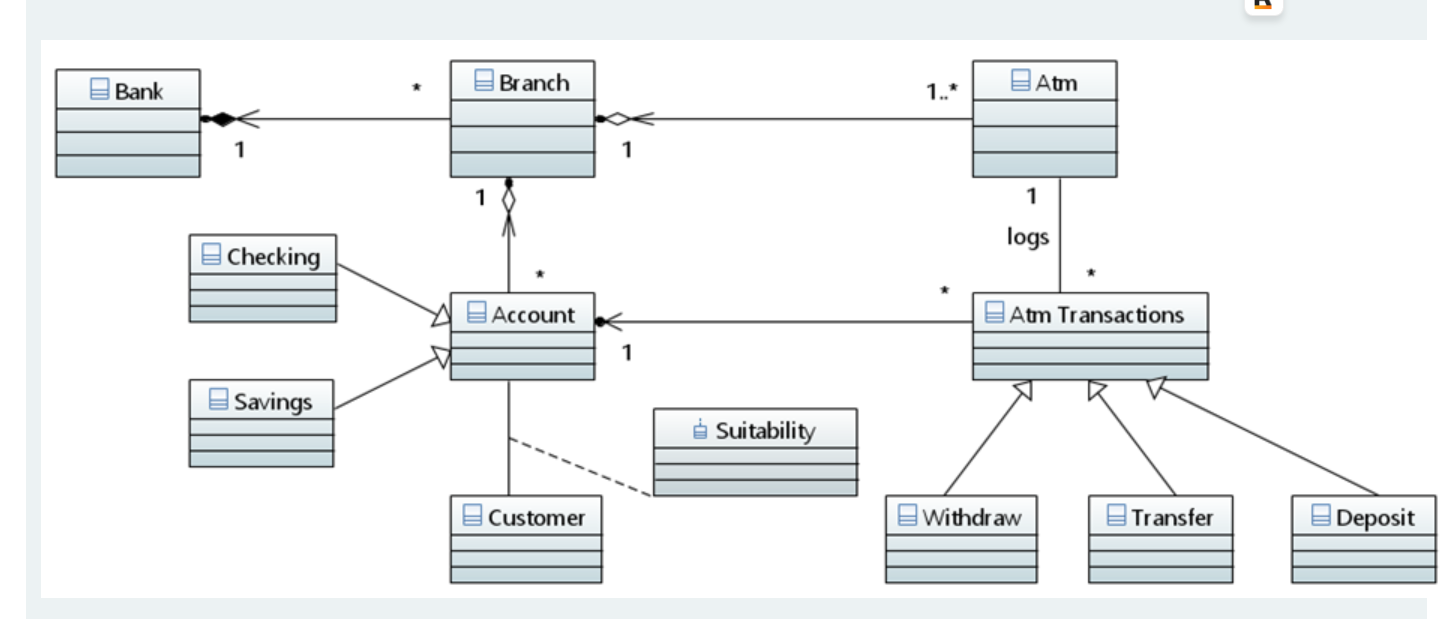 Bank
*
Branch
1..*
Atm
1
1
1
1
logs
Checking
*
*
*
Account
Atm Transactions
1
Savings
Suitability
Customer
Withdraw
Transfer
Deposit